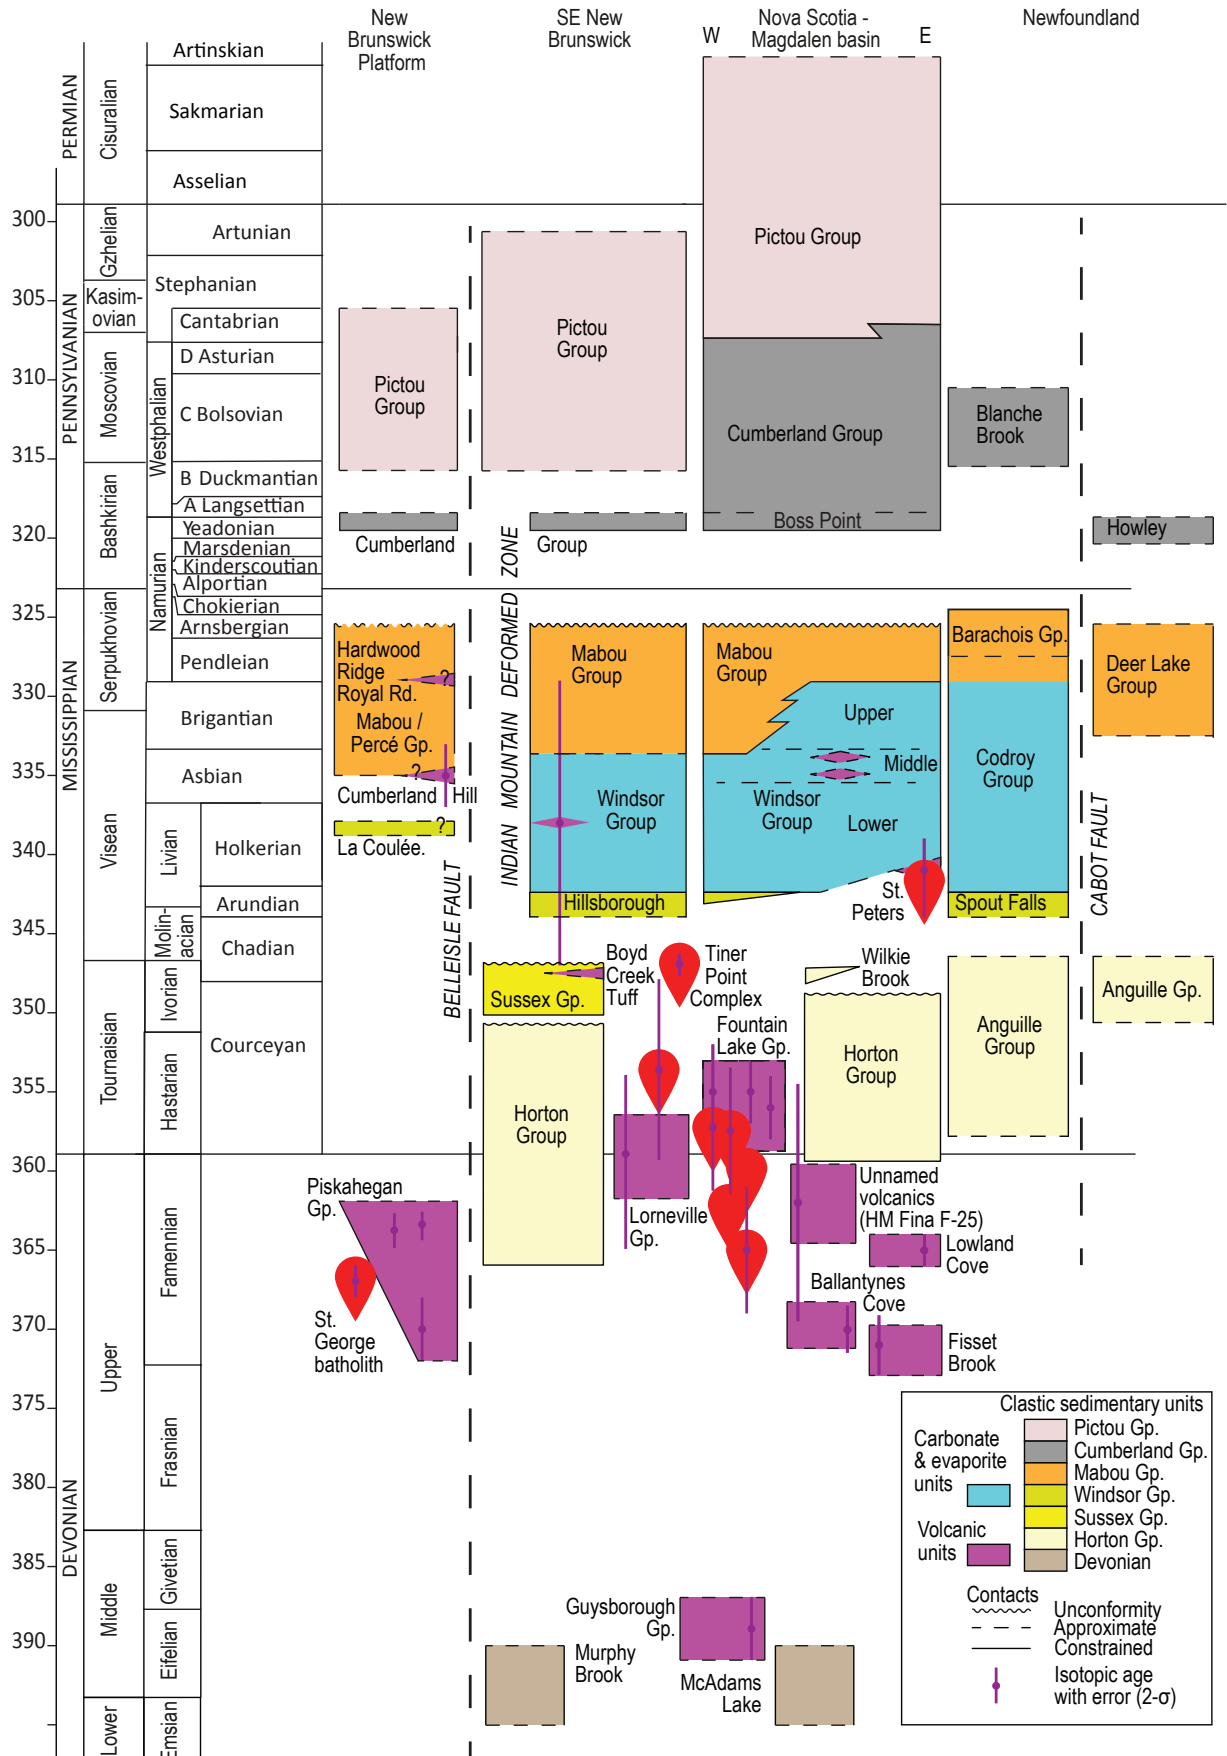 New
Brunswick
Platform
SE New
Brunswick
Nova Scotia -
Magdalen basin
W
E
Newfoundland
PERMIAN
Cisuralian
Artinskian
Sakmarian
Asselian
300
305
310
315
320
325
330
335
340
345
350
355
360
365
370
375
380
385
390
PENNSYLVANIAN
Gzhelian
Kasim-
ovian
Moscovian
Bashkirian
Artunian
Stephanian
Cantabrian
Westphalian
D Asturian
C Bolsovian
B Duckmantian
A Langsettian
Namurian
Yeadonian
Marsdenian
Kinderscoutian
Alportian
Chokierian
Arnsbergian
Pendleian
MISSISSIPPIAN
Serpukhovian
Visean
Tournaisian
Brigantian
Asbian
Livian
Holkerian
Arundian
Molin-
acian
Chadian
Ivorian
Hastarian
Courceyan
DEVONIAN
Upper
Middle
Lower
Famennian
Frasnian
Givetian
Eifelian
Emsian
Pictou
Group
Pictou
Group
Pictou Group
Cumberland Group
Boss Point
Blanche
Brook
Howley
Cumberland
Group
BELLEISLE FAULT
INDIAN MOUNTAIN DEFORMED ZONE
CABOT FAULT
Hardwood
Ridge
Royal Rd.
?
Mabou /
Percé Gp.
?
Cumberland Hill
?
La Coulée.
Mabou
Group
Windsor
Group
Hillsborough
Mabou
Group
Upper
Middle
Windsor
Group
Lower
St.
Peters
Barachois Gp.
Codroy
Group
Spout Falls
Deer Lake
Group
Boyd
Creek
Tuff
Sussex Gp.
Tiner
Point
Complex
Wilkie
Brook
Fountain
Lake Gp.
Horton
Group
Horton
Group
Anguille
Group
Anguille Gp.
Piskahegan
Gp.
St.
George
batholith
Lorneville
Gp.
Unnamed
volcanics
(HM Fina F-25)
Lowland
Cove
Ballantynes
Cove
Fisset
Brook
Guysborough
Gp.
Murphy
Brook
McAdams
Lake
Clastic sedimentary units
Carbonate
& evaporite
units
Volcanic
units
Pictou Gp.
Cumberland Gp.
Mabou Gp.
Windsor Gp.
Sussex Gp.
Horton Gp.
Devonian
Contacts
Unconformity
Approximate
Constrained
Isotopic age
with error (2-σ)